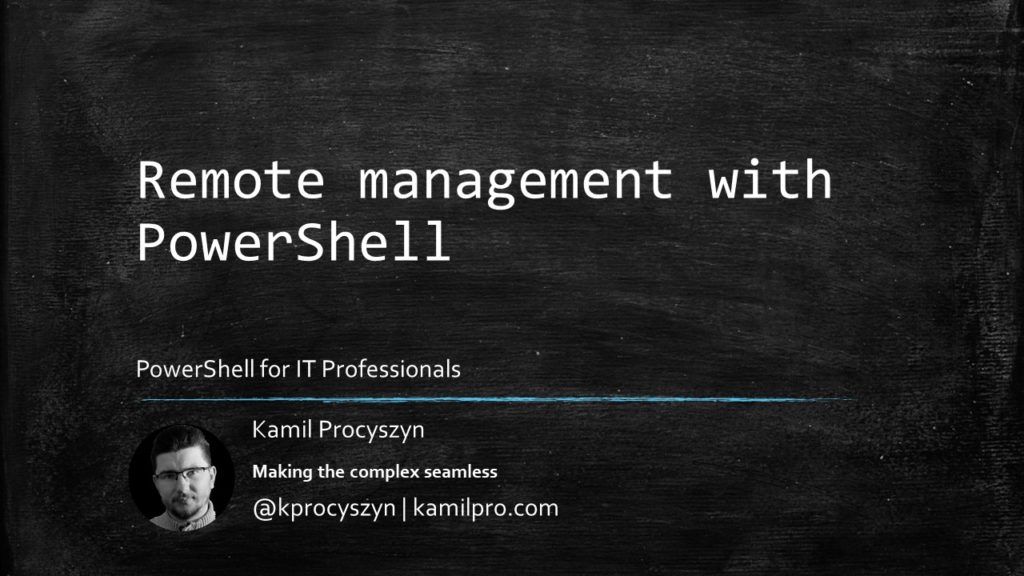 Remote management with
PowerShell
PowerShell for IT Professionals
Kamil Procyszyn
Making the complex seamless
@kprocyszyn | kamilpro.com